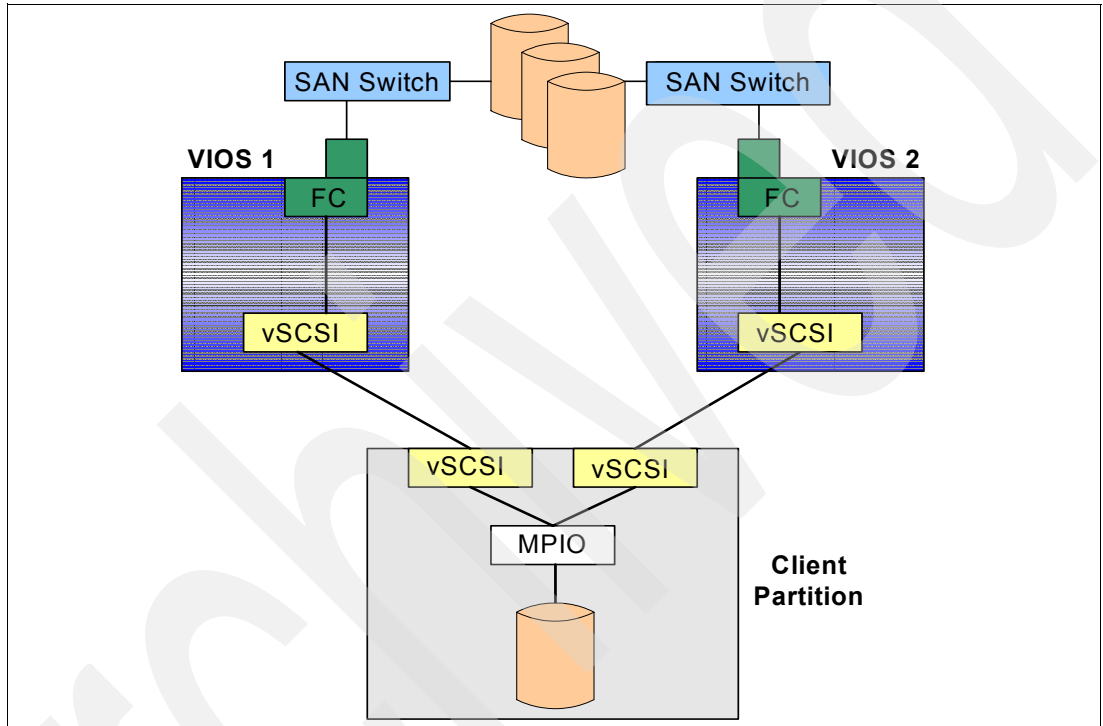 SAN Switch
SAN Switch
VIOS 1
VIOS 2
FC
FC
vSCSI
vSCSI
vSCSI
vSCSI
MPIO
Client
Partition